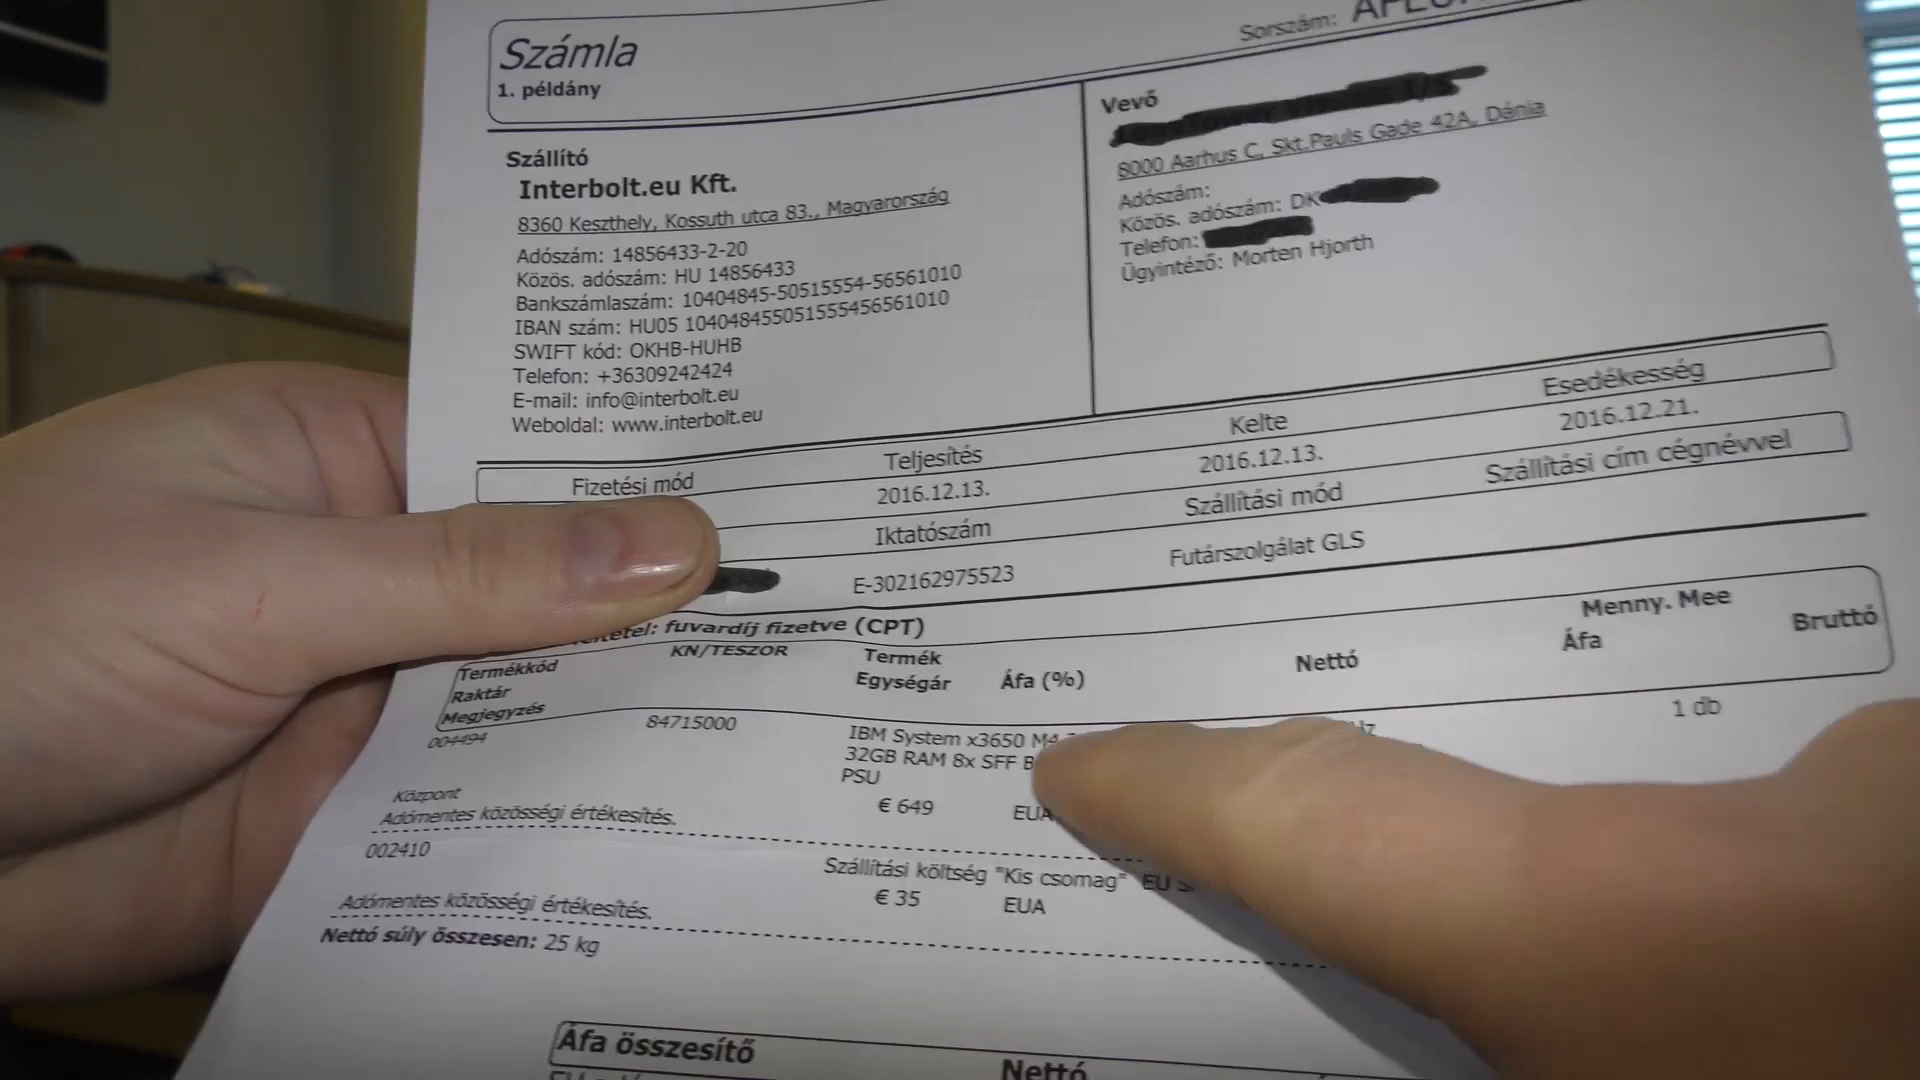 Számla
1. példány
Sorszám:
Szállító
Interbolt.eu Kft.
8360 Keszthely, Kossuth utca 83., Magyarország
Adószám: 14856433-2-20
Közös. adószám: HU 14856433
Bankszámlaszám: 10404845-50515554-56561010
IBAN szám: HU05 104048455051555456561010
SWIFT kód: OKHB-HUHB
Telefon: +36309242424
E-mail: info@interbolt.eu
Weboldal: www.interbolt.eu
Vevő
8000 Aarhus C, Skt.Pauls Gade 42A, Dánia
Adószám:
Közös. adószám: DK
Telefon:
Ügyintéző: Morten Hjorth
Fizetési mód Teljesítés Kelte Esedékesség
2016.12.13. 2016.12.13. 2016.12.21.
Iktatószám Szállítási mód Szállítási cím cégnévvel
E-302162975523 Futárszolgálat GLS
fuvardíj fizetve (CPT)
Termékkód KN/TESZOR Termék Menny. Mee
Raktár Egységár Áfa (%) Nettó Áfa Bruttó
Megjegyzés
004494 84715000 IBM System x3650 M4 1 db
32GB RAM 8x SFF
PSU
Központ € 649 EUA
Adómentes közösségi értékesítés.
002410 Szállítási költség "Kis csomag" EU
€ 35 EUA
Adómentes közösségi értékesítés.
Nettó súly összesen: 25 kg
Áfa összesítő Nettó